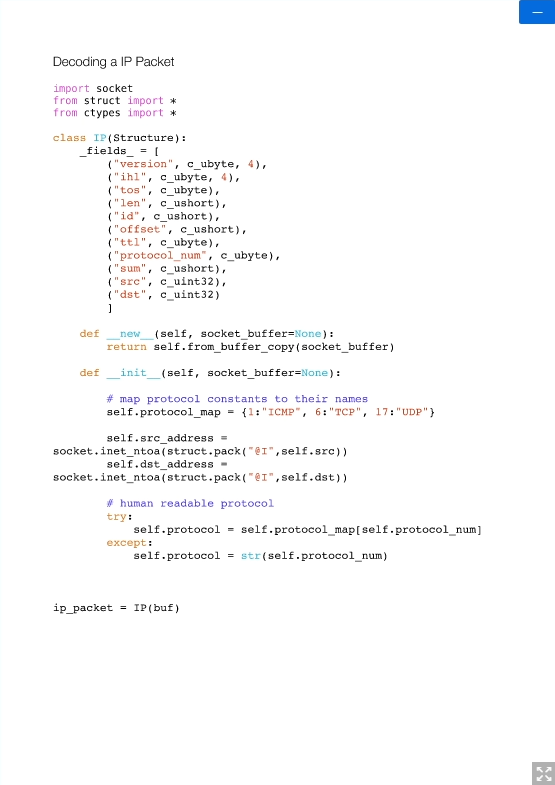 Decoding a IP Packet
import socket
from struct import *
from ctypes import *
class IP(Structure):
    _fields_ = [
        ("version", c_ubyte, 4),
        ("ihl", c_ubyte, 4),
        ("tos", c_ubyte),
        ("len", c_ushort),
        ("id", c_ushort),
        ("offset", c_ushort),
        ("ttl", c_ubyte),
        ("protocol_num", c_ubyte),
        ("sum", c_ushort),
        ("src", c_uint32),
        ("dst", c_uint32)
        ]
    def __new__(self, socket_buffer=None):
        return self.from_buffer_copy(socket_buffer)
    def __init__(self, socket_buffer=None):
        # map protocol constants to their names
        self.protocol_map = {1:"ICMP", 6:"TCP", 17:"UDP"}
        self.src_address =
socket.inet_ntoa(struct.pack("@I",self.src))
        self.dst_address =
socket.inet_ntoa(struct.pack("@I",self.dst))
        # human readable protocol
        try:
            self.protocol = self.protocol_map[self.protocol_num]
        except:
            self.protocol = str(self.protocol_num)
ip_packet = IP(buf)